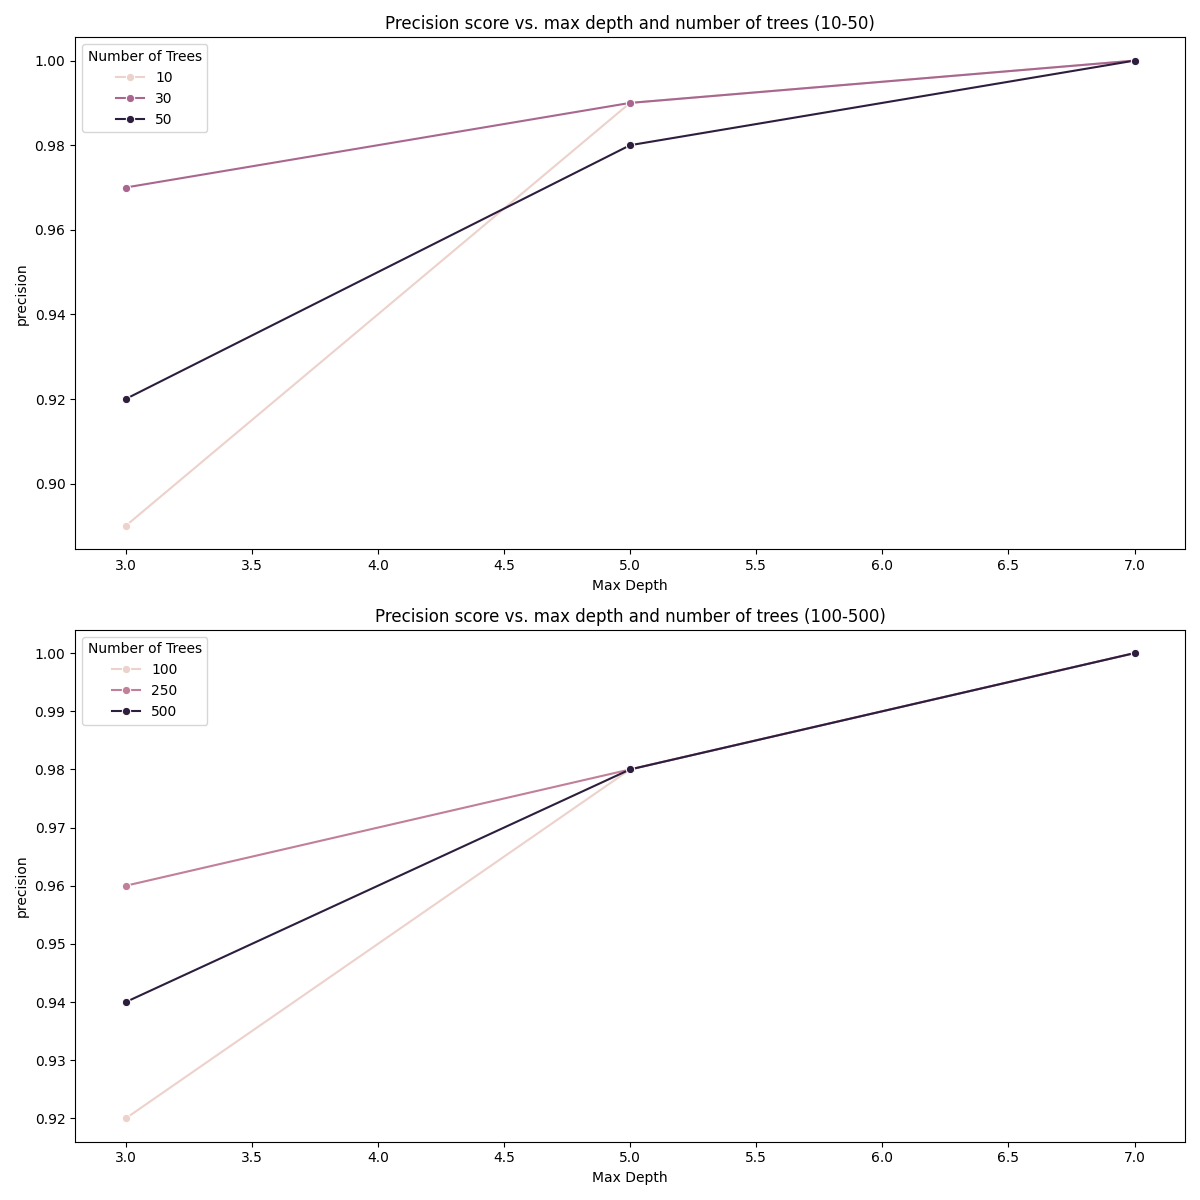 Precision score vs. max depth and number of trees (10-50)
Number of Trees
10
30
50
1.00
0.98
0.96
0.94
0.92
0.90
precision
3.0 3.5 4.0 4.5 5.0 5.5 6.0 6.5 7.0
Max Depth
Precision score vs. max depth and number of trees (100-500)
Number of Trees
100
250
500
1.00
0.99
0.98
0.97
0.96
0.95
0.94
0.93
0.92
precision
3.0 3.5 4.0 4.5 5.0 5.5 6.0 6.5 7.0
Max Depth